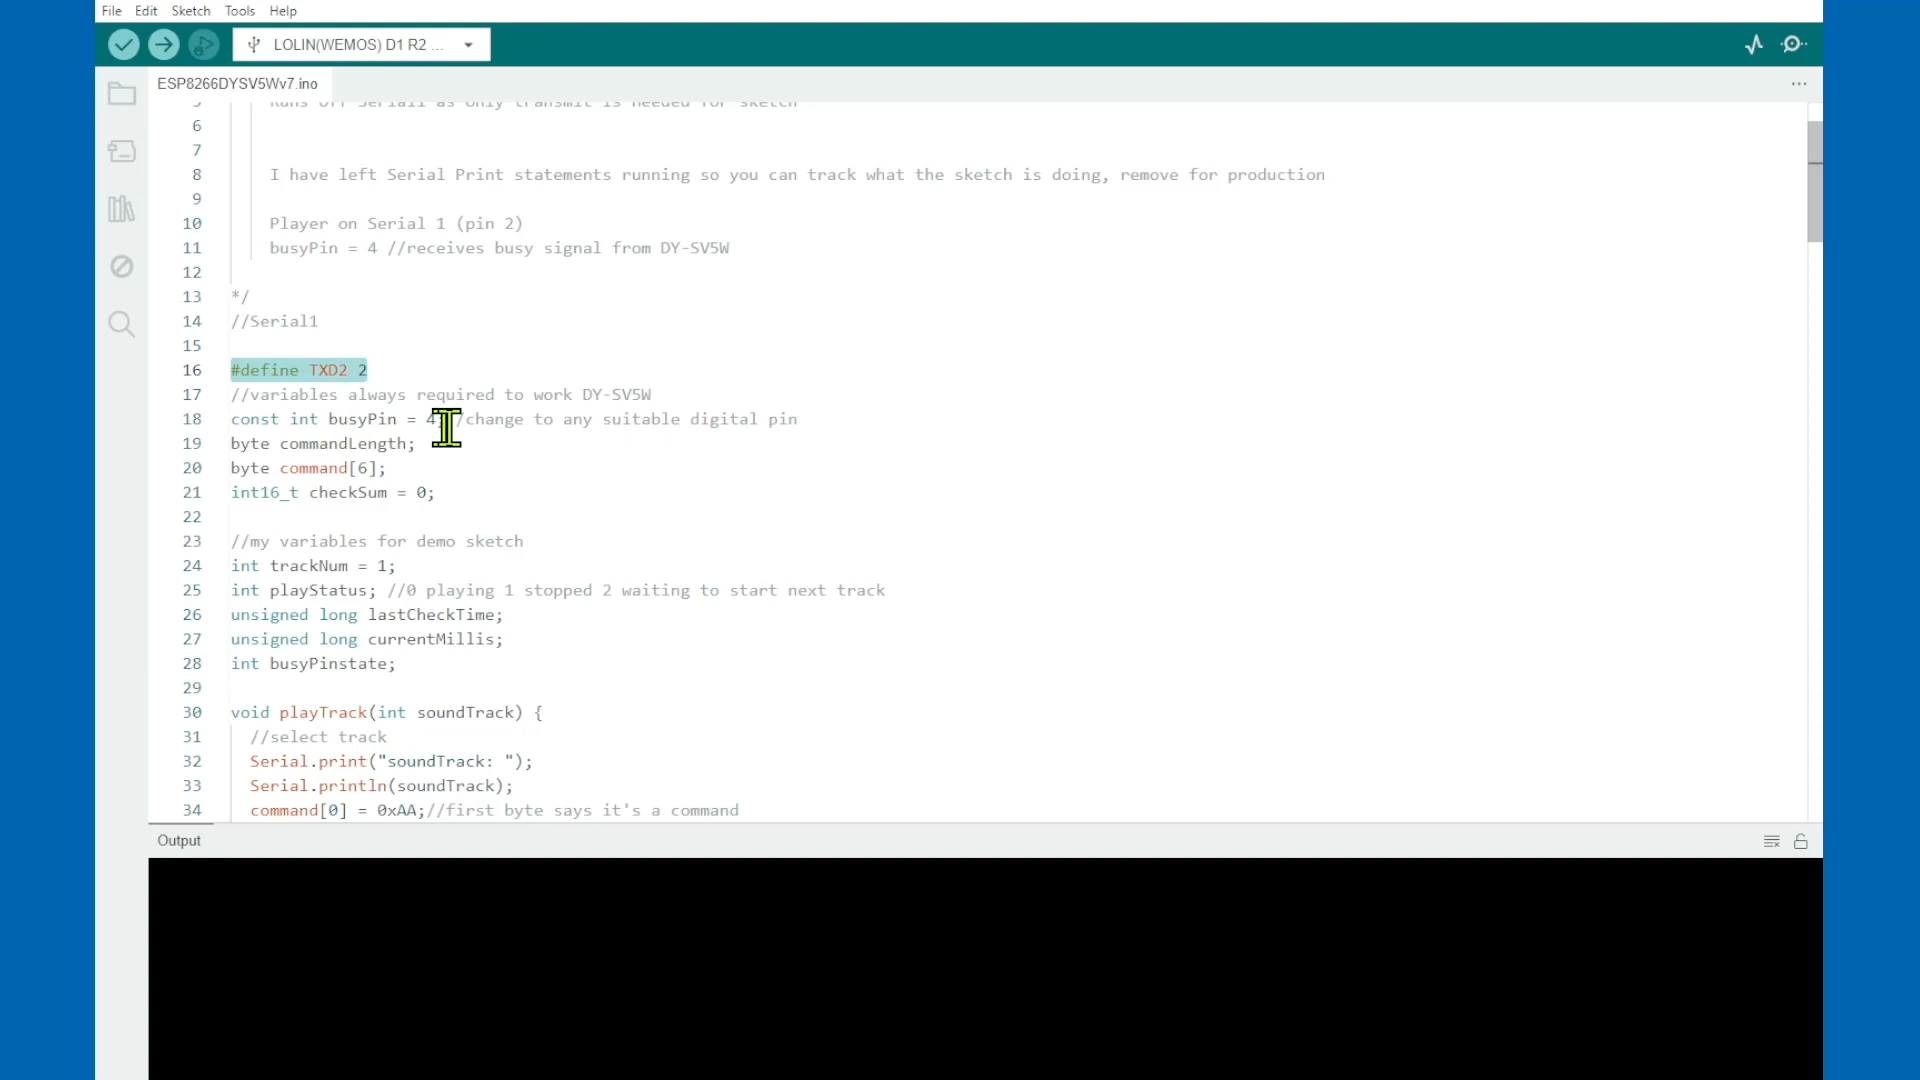 File Edit Sketch Tools Help
LOLIN(WEMOS) D1 R2 ...
ESP8266DYSV5Wv7.ino
5 Runs off Serial1 as only transmit is needed for sketch
6
7
8 I have left Serial Print statements running so you can track what the sketch is doing, remove for production
9
10 Player on Serial 1 (pin 2)
11 busyPin = 4 //receives busy signal from DY-SV5W
12
13 */
14 //Serial1
15
16 #define TXD2 2
17 //variables always required to work DY-SV5W
18 const int busyPin = 4; //change to any suitable digital pin
19 byte commandLength;
20 byte command[6];
21 int16_t checkSum = 0;
22
23 //my variables for demo sketch
24 int trackNum = 1;
25 int playStatus; //0 playing 1 stopped 2 waiting to start next track
26 unsigned long lastCheckTime;
27 unsigned long currentMillis;
28 int busyPinstate;
29
30 void playTrack(int soundTrack) {
31 //select track
32 Serial.print("soundTrack: ");
33 Serial.println(soundTrack);
34 command[0] = 0xAA;//first byte says it's a command
Output